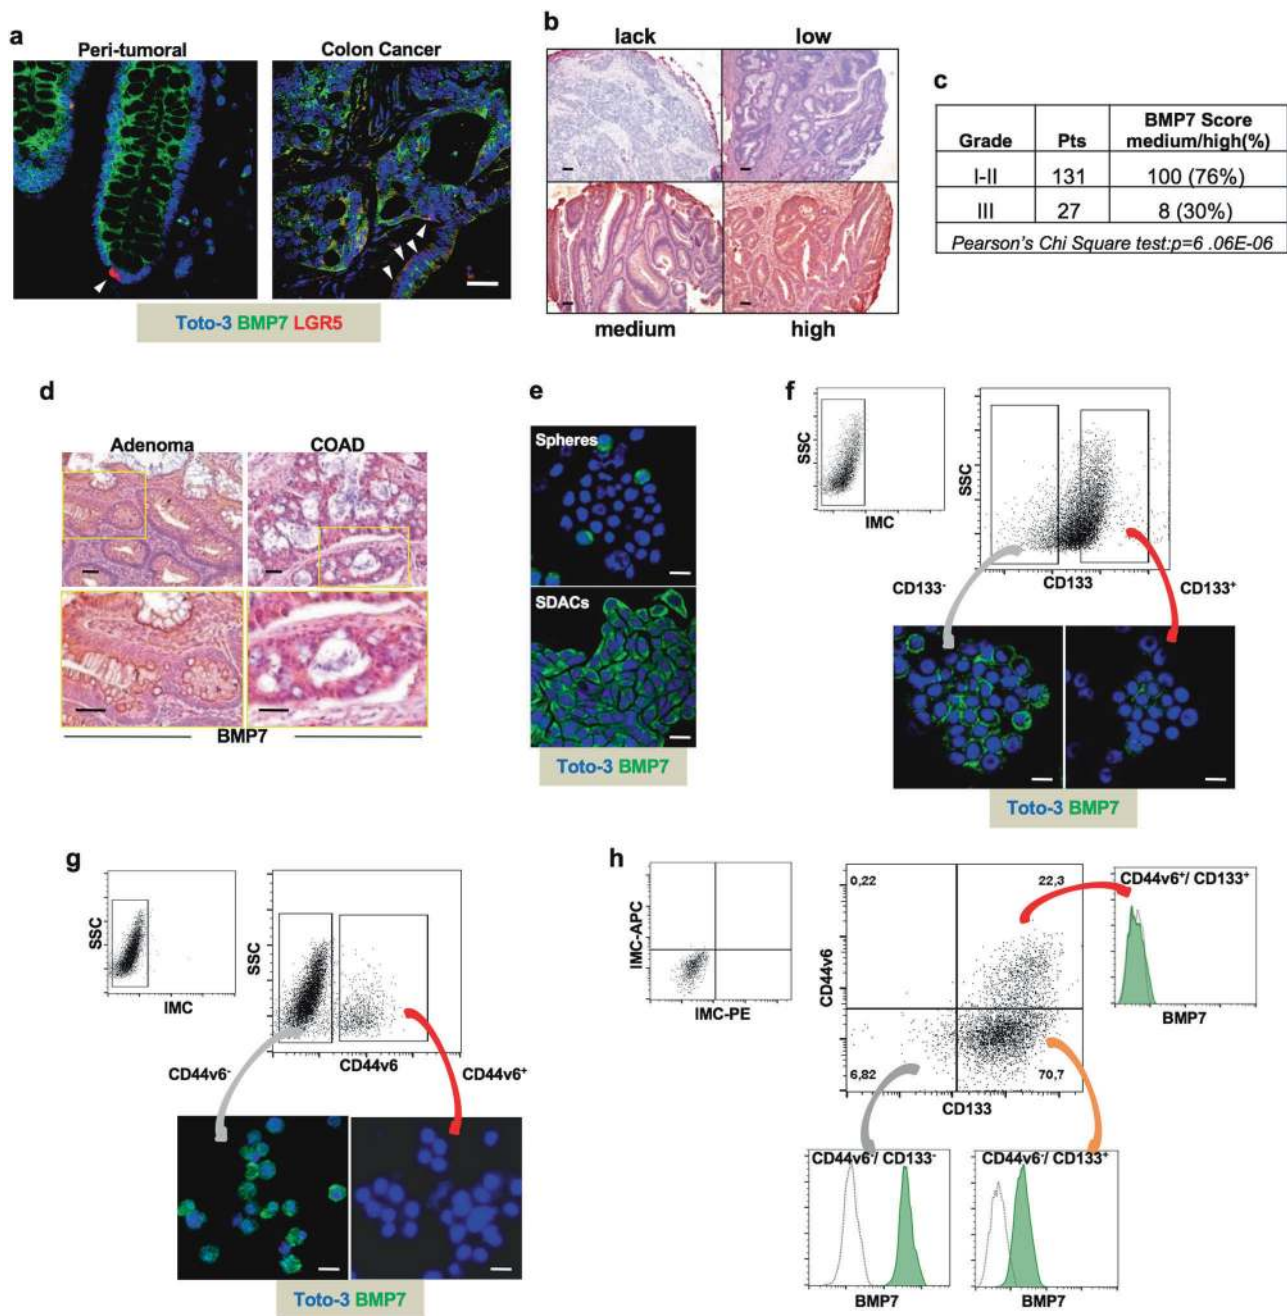 a
Peri-tumoral
Colon Cancer
Toto-3 BMP7 LGR5
b
lack
low
medium
high
c
Grade
Pts
BMP7 Score
medium/high(%)
I-II
131
100 (76%)
III
27
8 (30%)
Pearson's Chi Square test:p=6 .06E-06
d
Adenoma
COAD
BMP7
e
Spheres
SDACs
Toto-3 BMP7
f
SSC
IMC
SSC
CD133
CD133-
CD133+
Toto-3 BMP7
g
SSC
IMC
SSC
CD44v6
CD44v6-
CD44v6+
Toto-3 BMP7
h
IMC-APC
IMC-PE
CD44v6
0,22
22,3
6,82
70,7
CD133
CD44v6+/ CD133+
BMP7
CD44v6-/ CD133-
BMP7
CD44v6-/ CD133+
BMP7